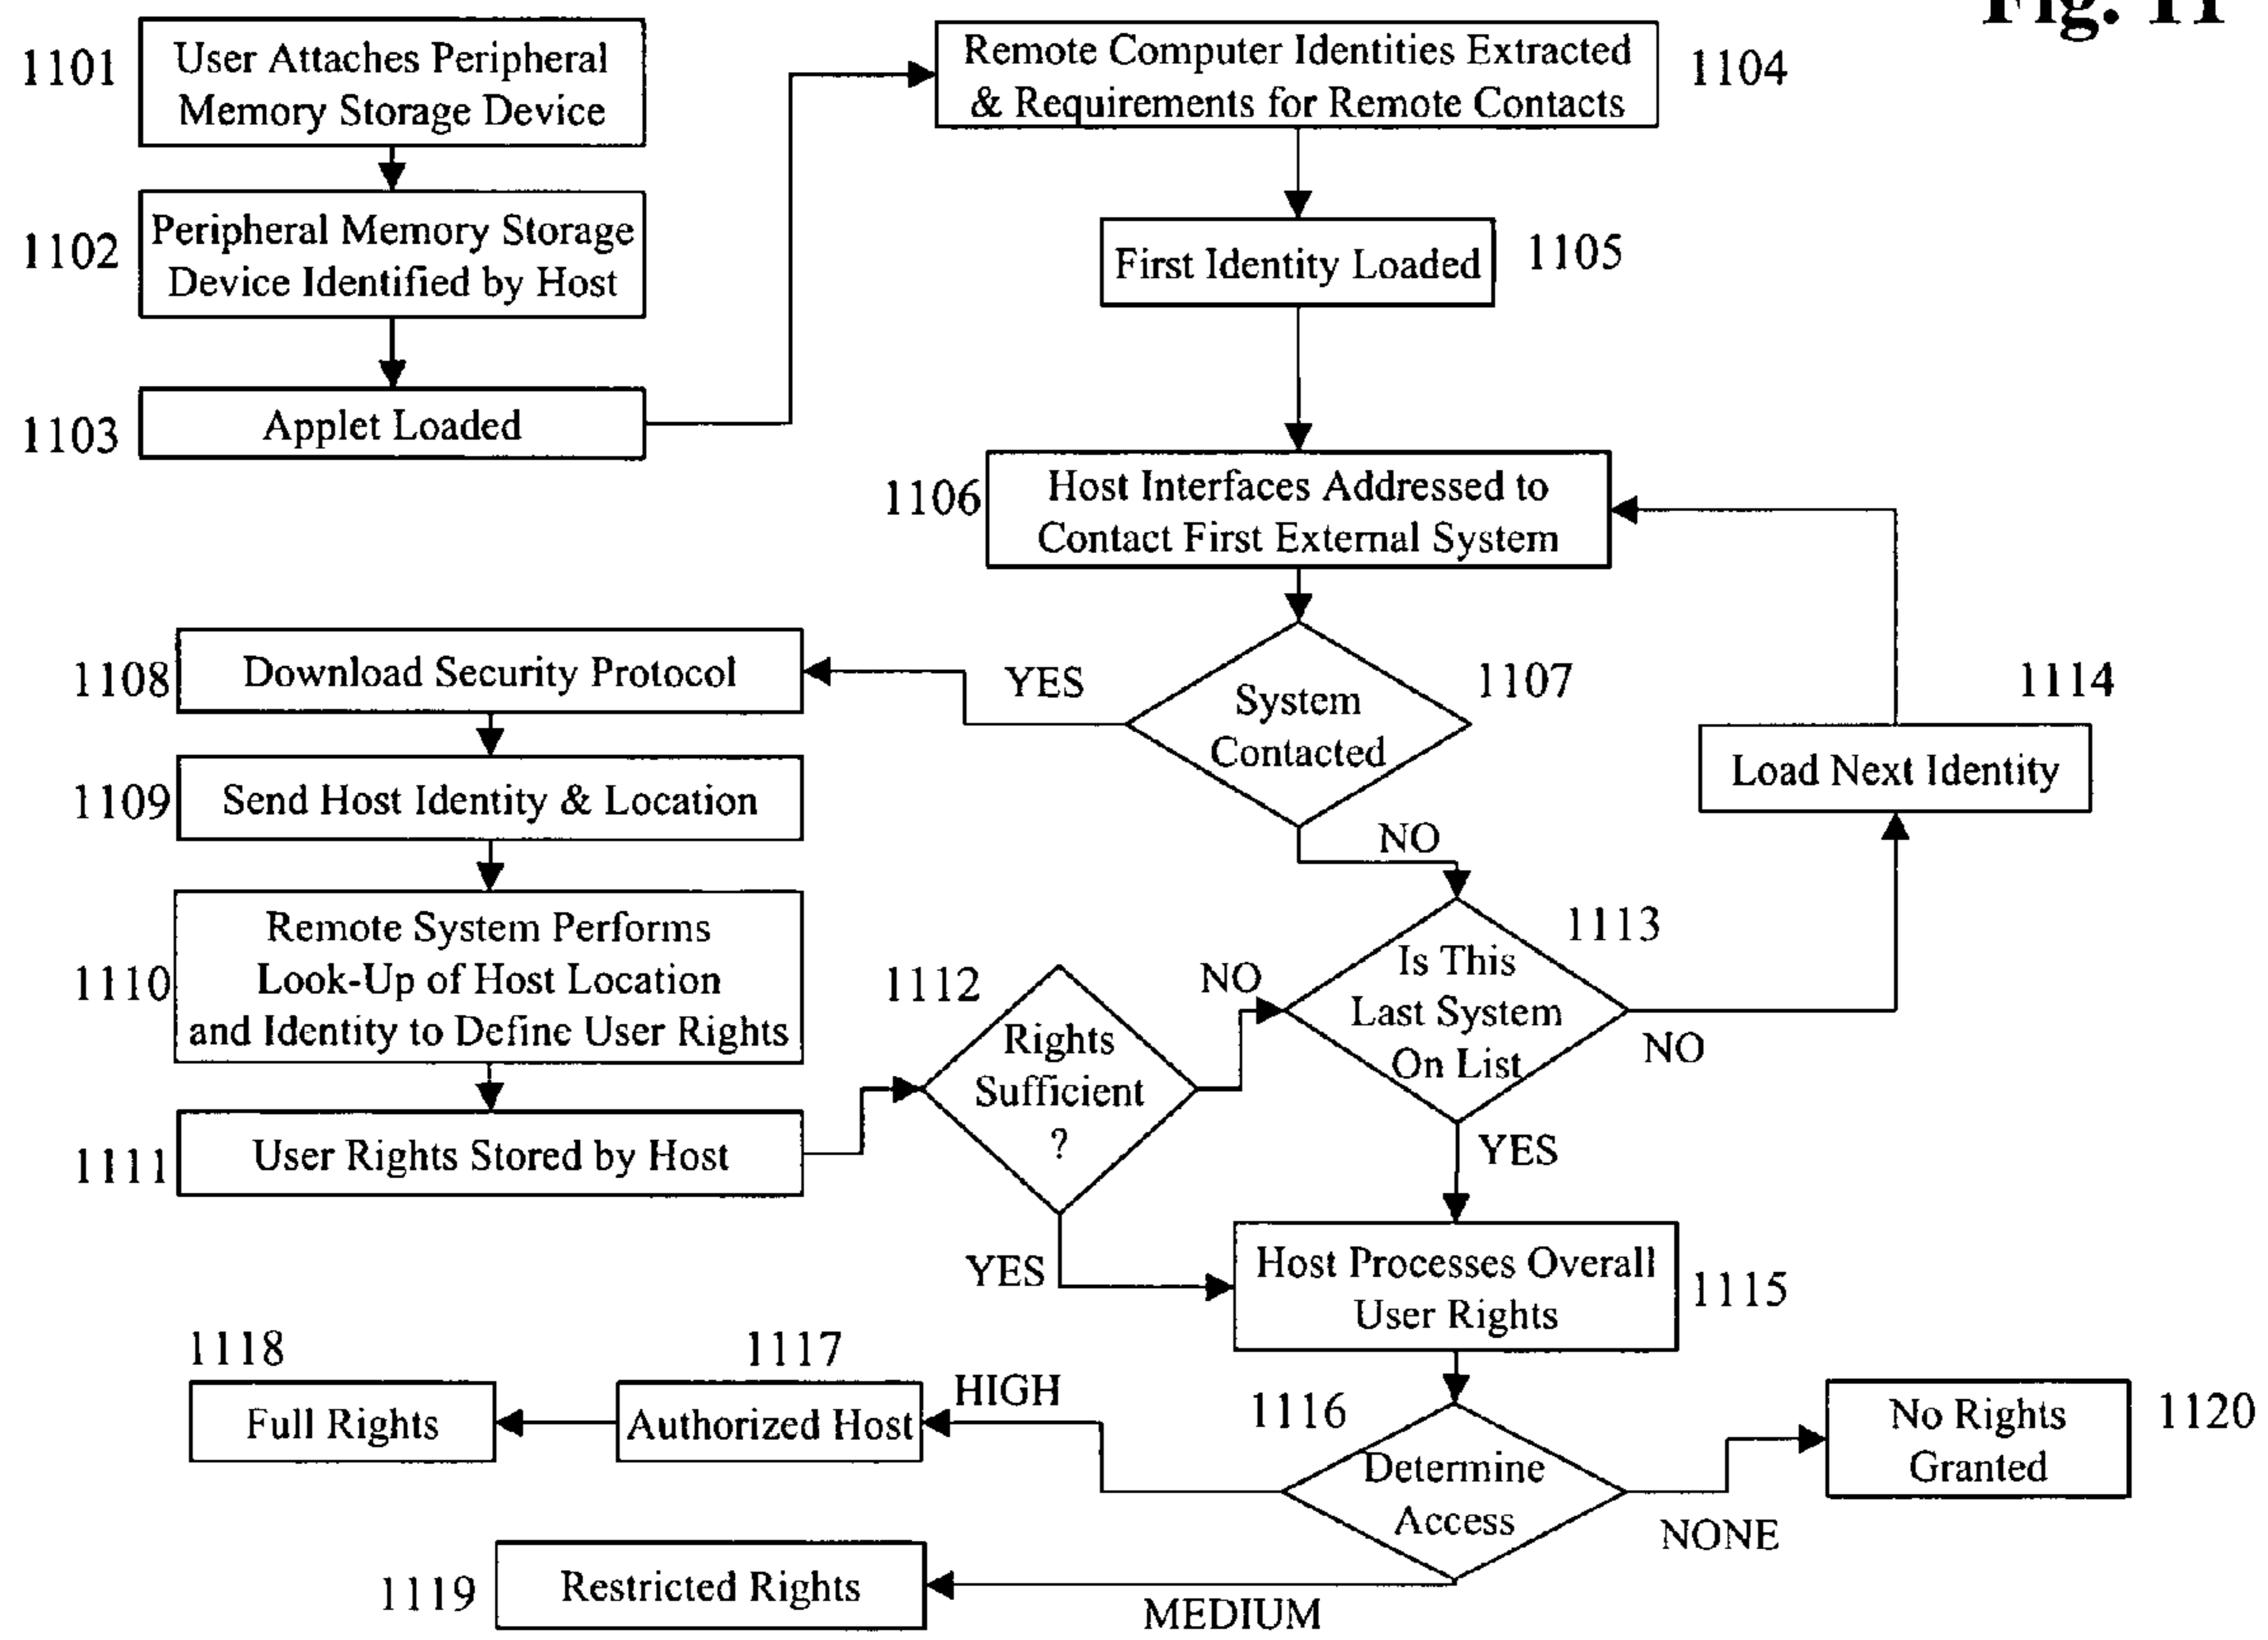 Fig. 11
1101
User Attaches Peripheral
Memory Storage Device
1102
Peripheral Memory Storage
Device Identified by Host
1103
Applet Loaded
Remote Computer Identities Extracted
& Requirements for Remote Contacts
1104
First Identity Loaded
1105
1106
Host Interfaces Addressed to
Contact First External System
System
Contacted
1107
YES
NO
1108
Download Security Protocol
1109
Send Host Identity & Location
1110
Remote System Performs
Look-Up of Host Location
and Identity to Define User Rights
1111
User Rights Stored by Host
1112
Rights
Sufficient
?
NO
YES
1113
Is This
Last System
On List
NO
YES
1114
Load Next Identity
Host Processes Overall
User Rights
1115
1116
Determine
Access
HIGH
1117
Authorized Host
1118
Full Rights
MEDIUM
1119
Restricted Rights
NONE
No Rights
Granted
1120